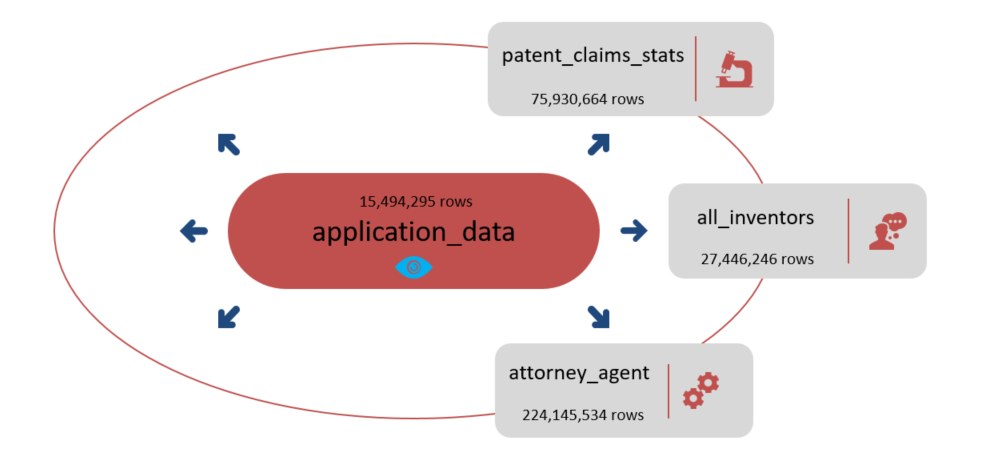 patent_claims_stats
75,930,664 rows
15,494,295 rows
application_data
all_inventors
27,446,246 rows
attorney_agent
224,145,534 rows